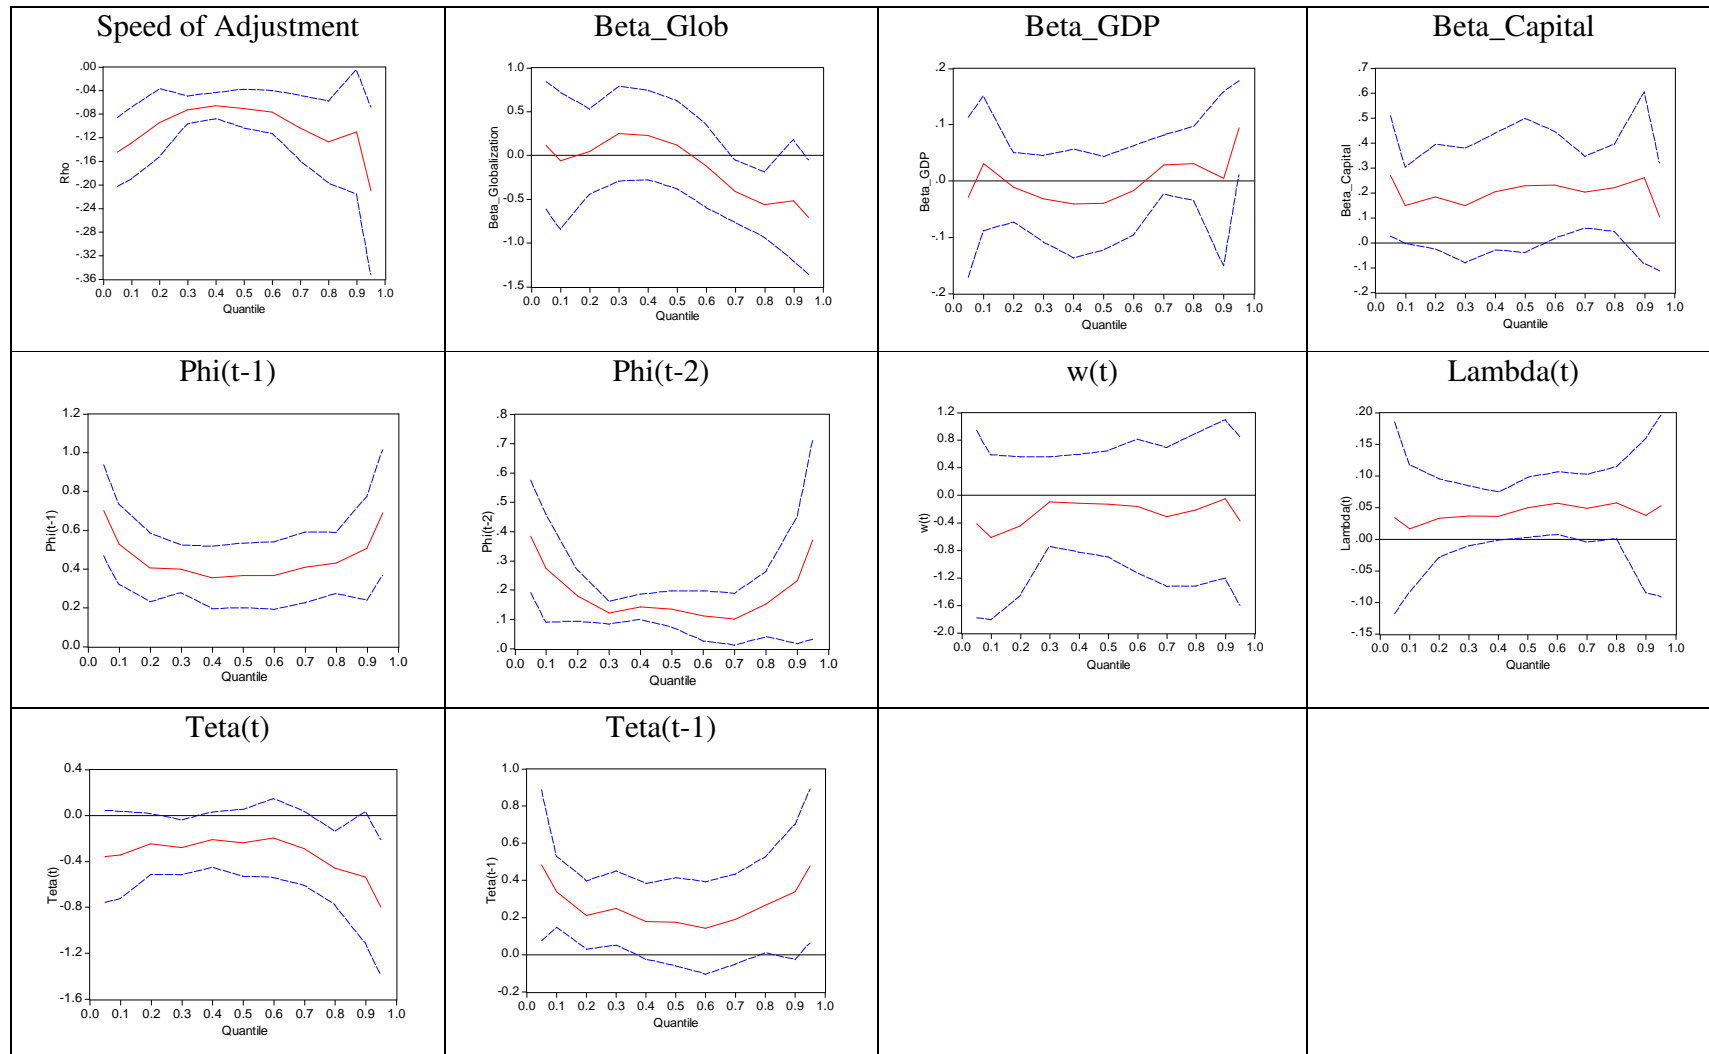 Speed of Adjustment
.00
-.04
-.08
-.12
-.16
-.20
-.24
-.28
-.32
-.36
0.0 0.1 0.2 0.3 0.4 0.5 0.6 0.7 0.8 0.9 1.0
Quantile
Rho
Beta_Glob
1.0
0.5
0.0
-0.5
-1.0
-1.5
0.0 0.1 0.2 0.3 0.4 0.5 0.6 0.7 0.8 0.9 1.0
Quantile
Beta_Globalization
Beta_GDP
.2
.1
.0
-.1
-.2
0.0 0.1 0.2 0.3 0.4 0.5 0.6 0.7 0.8 0.9 1.0
Quantile
Beta_GDP
Beta_Capital
.7
.6
.5
.4
.3
.2
.1
.0
-.1
-.2
0.0 0.1 0.2 0.3 0.4 0.5 0.6 0.7 0.8 0.9 1.0
Quantile
Beta_Capital
Phi(t-1)
1.2
1.0
0.8
0.6
0.4
0.2
0.0
0.0 0.1 0.2 0.3 0.4 0.5 0.6 0.7 0.8 0.9 1.0
Quantile
Phi(t-1)
Phi(t-2)
.8
.7
.6
.5
.4
.3
.2
.1
.0
0.0 0.1 0.2 0.3 0.4 0.5 0.6 0.7 0.8 0.9 1.0
Quantile
Phi(t-2)
w(t)
1.2
0.8
0.4
0.0
-0.4
-0.8
-1.2
-1.6
-2.0
0.0 0.1 0.2 0.3 0.4 0.5 0.6 0.7 0.8 0.9 1.0
Quantile
w(t)
Lambda(t)
.20
.15
.10
.05
.00
-.05
-.10
-.15
0.0 0.1 0.2 0.3 0.4 0.5 0.6 0.7 0.8 0.9 1.0
Quantile
Lambda(t)
Teta(t)
0.4
0.0
-0.4
-0.8
-1.2
-1.6
0.0 0.1 0.2 0.3 0.4 0.5 0.6 0.7 0.8 0.9 1.0
Quantile
Teta(t)
Teta(t-1)
1.0
0.8
0.6
0.4
0.2
0.0
-0.2
0.0 0.1 0.2 0.3 0.4 0.5 0.6 0.7 0.8 0.9 1.0
Quantile
Teta(t-1)